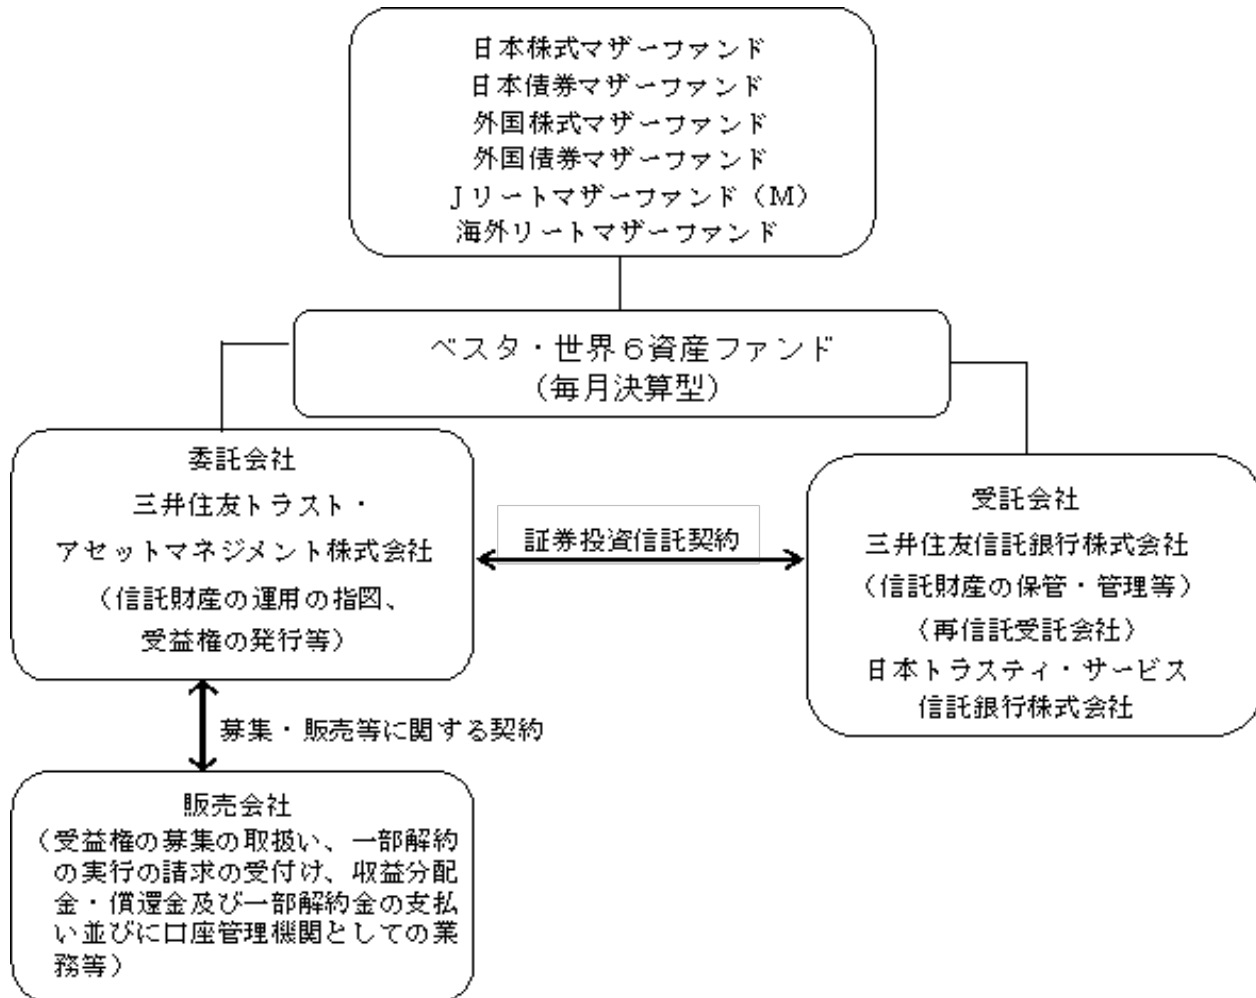 日本株式マザーファンド
日本債券マザーファンド
外国株式マザーファンド
外国債券マザーファンド
Jリートマザーファンド（M）
海外リートマザーファンド
ベスタ・世界６資産ファンド
（毎月決算型）
委託会社
三井住友トラスト・
アセットマネジメント株式会社
（信託財産の運用の指図、
受益権の発行等）
証券投資信託契約
受託会社
三井住友信託銀行株式会社
（信託財産の保管・管理等）
（再信託受託会社）
日本トラスティ・サービス
信託銀行株式会社
募集・販売等に関する契約
販売会社
（受益権の募集の取扱い、一部解約
の実行の請求の受付け、収益分配
金・償還金及び一部解約金の支払
い並びに口座管理機関としての業
務等）